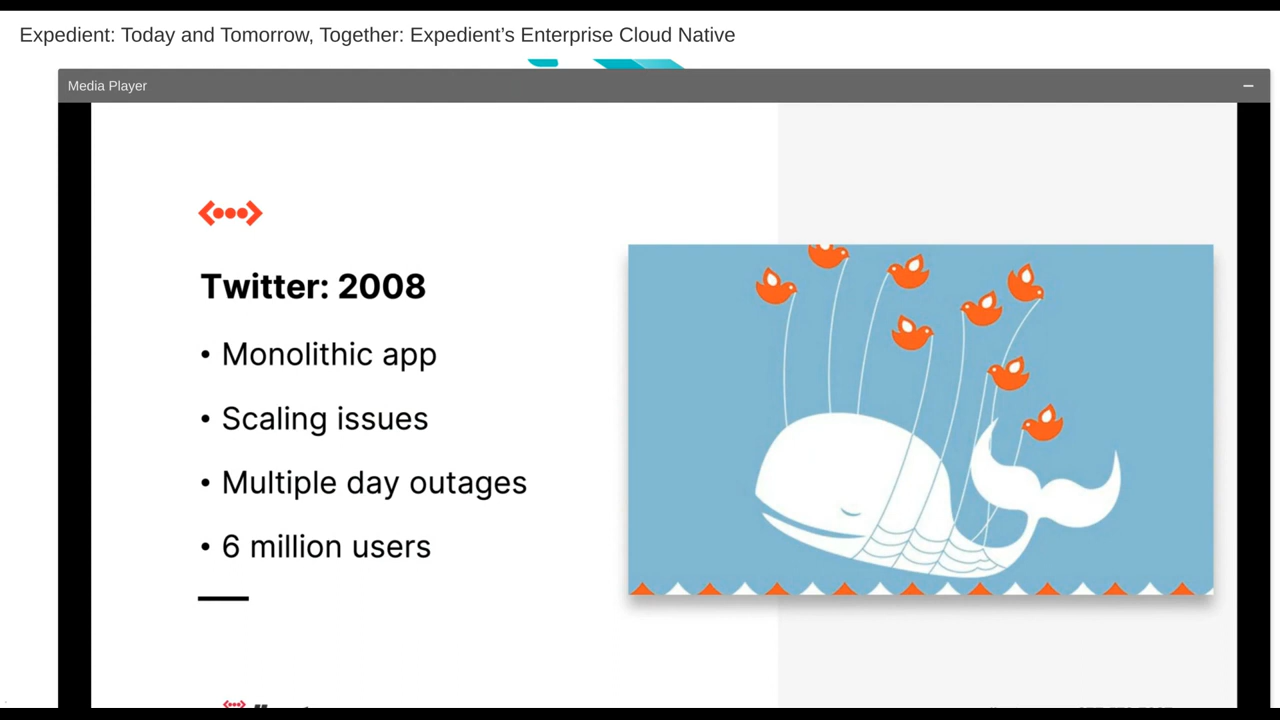 Expedient: Today and Tomorrow, Together: Expedient’s Enterprise Cloud Native
Media Player
Twitter: 2008
• Monolithic app
• Scaling issues
• Multiple day outages
• 6 million users